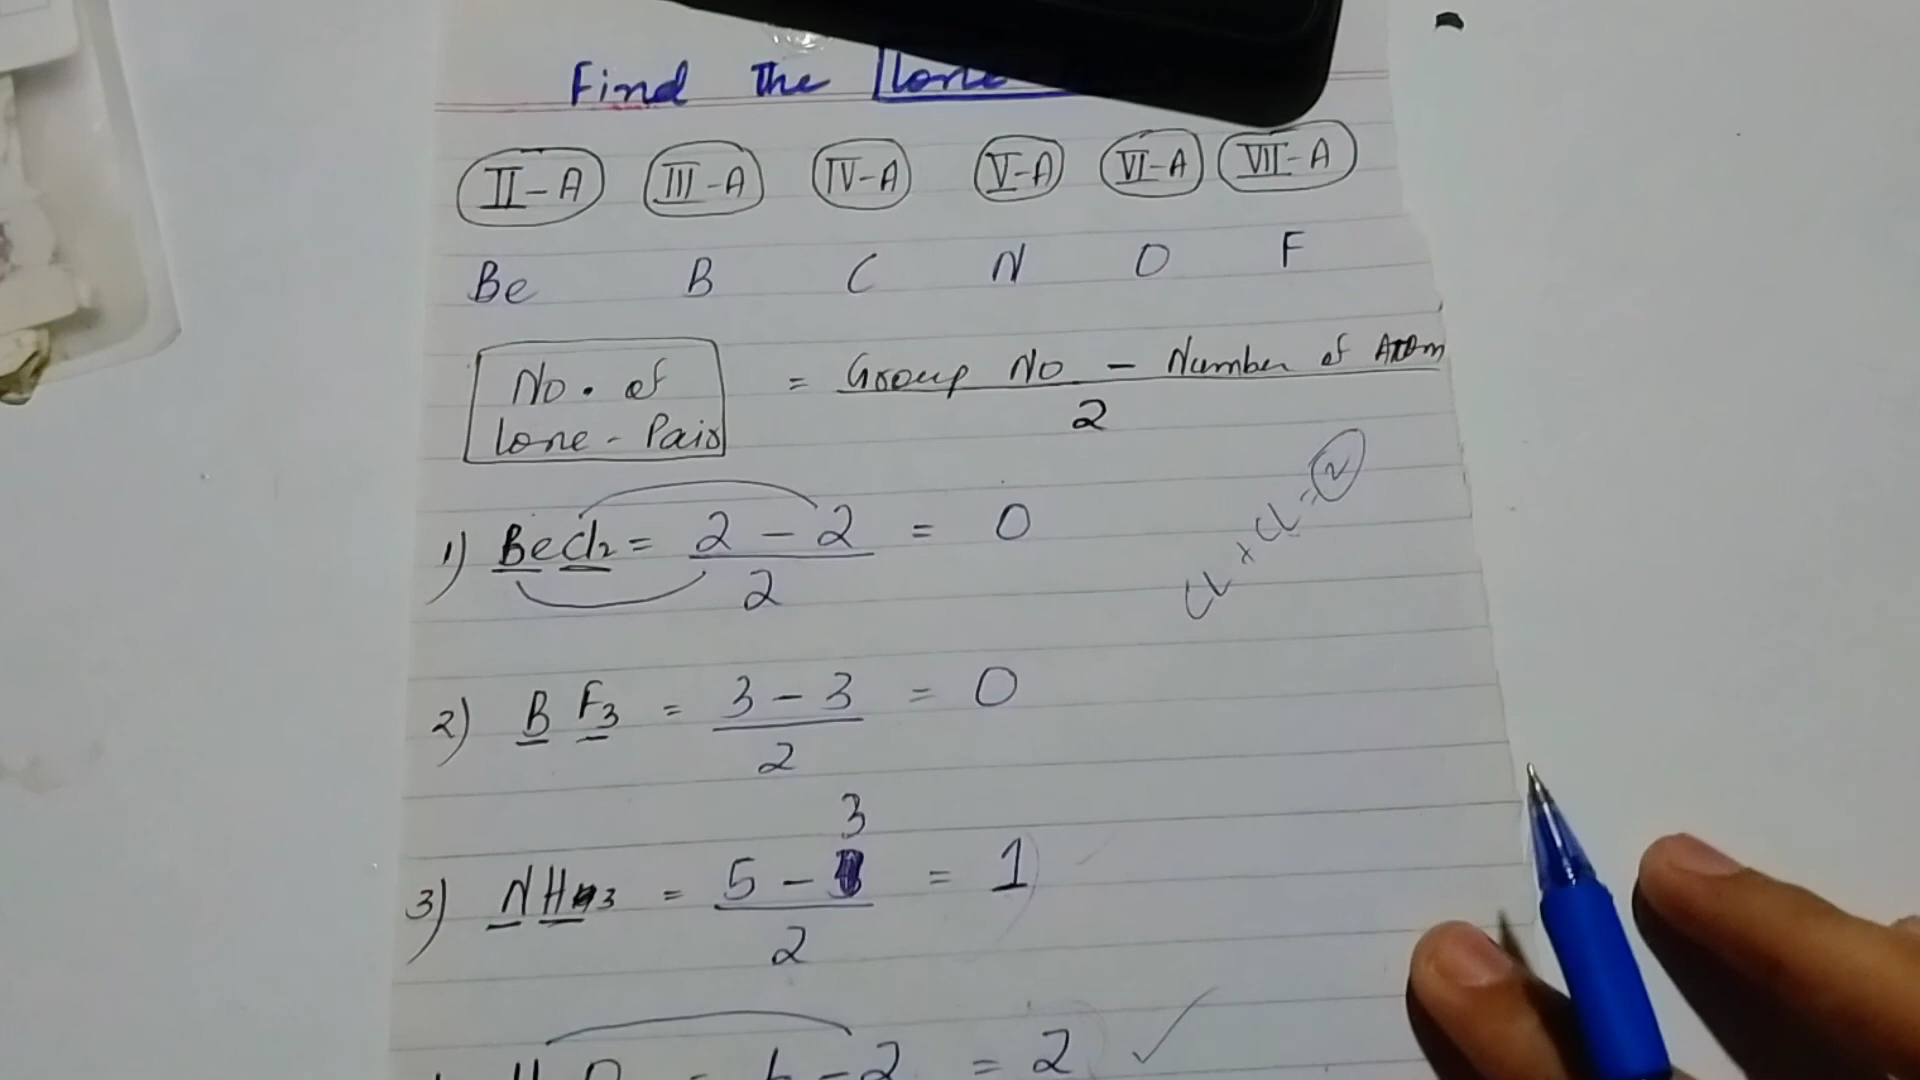 Find The lone
II-A III-A IV-A V-A VI-A VII-A
Be B C N O F
No. of lone-Pair = Group No - Number of Atom
2
1) BeCl2 = 2 - 2 = 0
2
Cl + Cl = 2
2) BF3 = 3 - 3 = 0
2
3
3) NH3 = 5 - = 1
2
6 - 2 = 2 ✓